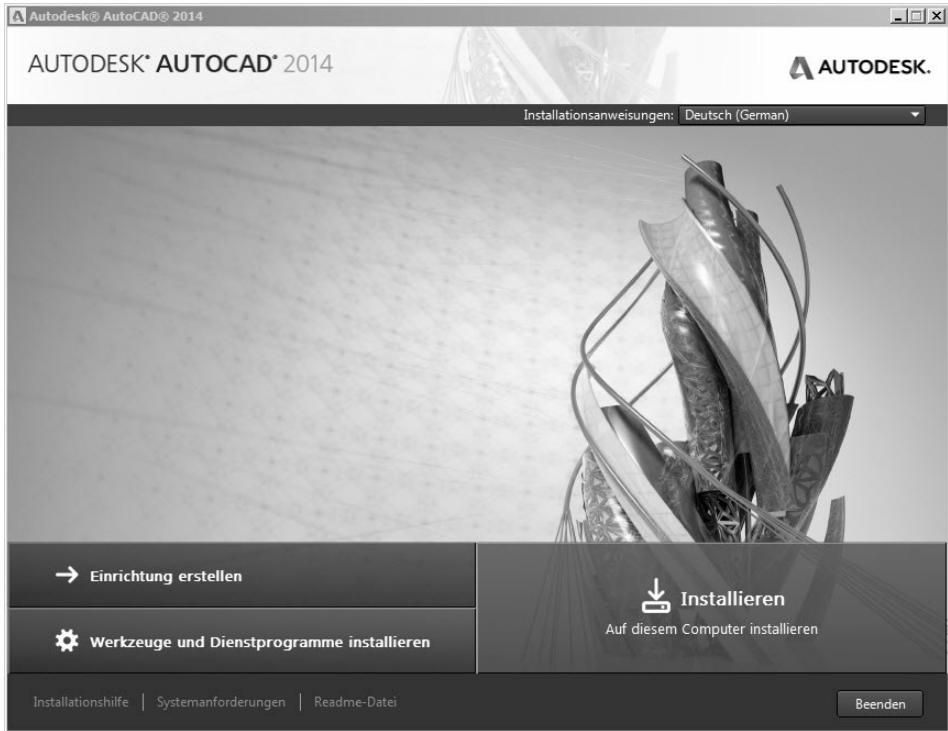 Autodesk® AutoCAD® 2014
AUTODESK® AUTOCAD® 2014
AUTODESK.
Installationsanweisungen: Deutsch (German)
Einrichtung erstellen
Werkzeuge und Dienstprogramme installieren
Installieren
Auf diesem Computer installieren
Installationshilfe | Systemanforderungen | Readme-Datei
Beenden